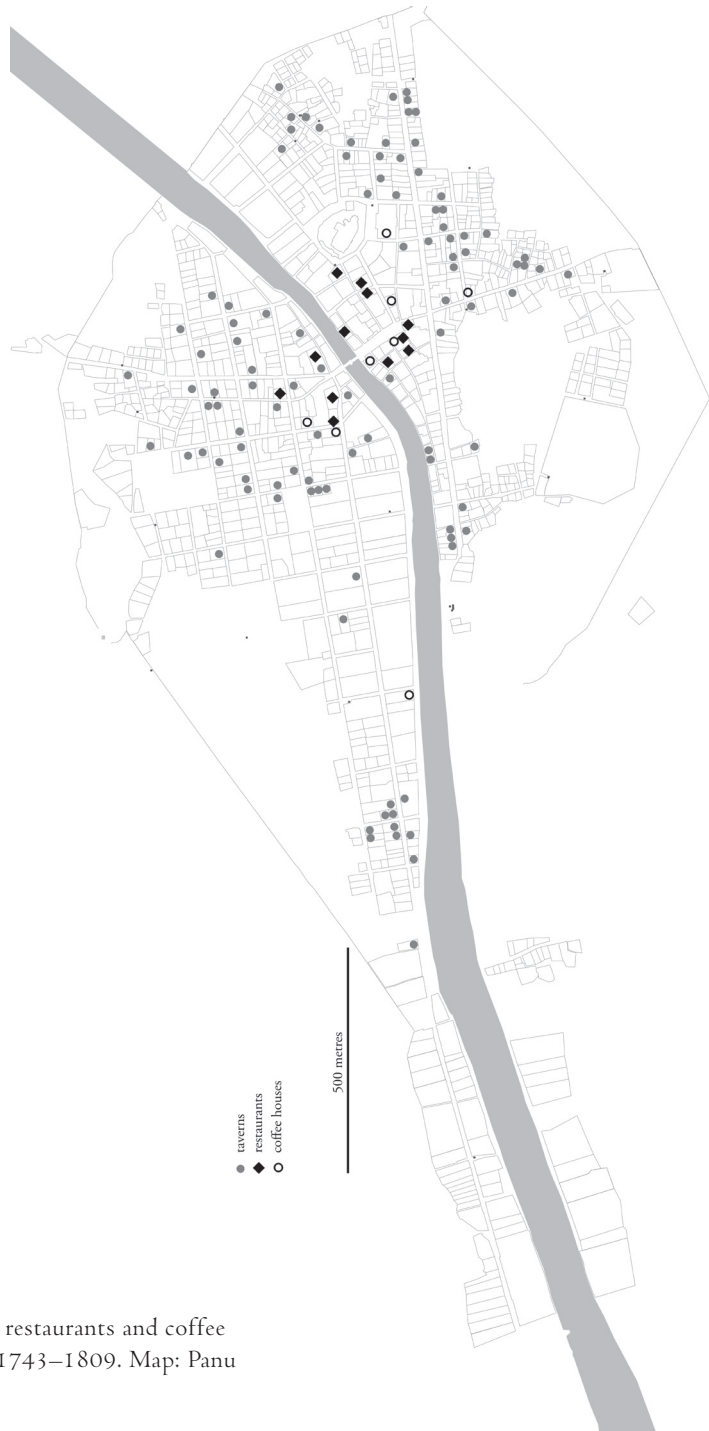 taverns
restaurants
coffee houses
500 metres
restaurants and coffee
1743–1809. Map: Panu